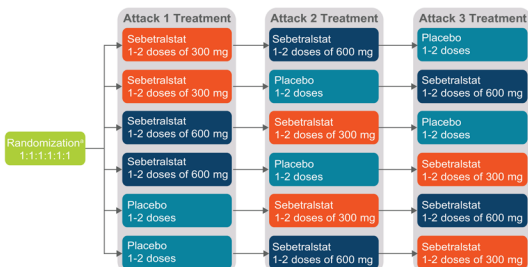 Attack 1 Treatment Attack 2 Treatment Attack 3 Treatment
Sebetralstat Sebetralstat Placebo
1-2 doses of 300 mg 1-2 doses of 600 mg 1-2 doses
Sebetralstat Placebo Sebetralstat
1-2 doses of 300 mg 1-2 doses 1-2 doses of 600 mg
Sebetralstat Sebetralstat Placebo
1-2 doses of 600 mg 1-2 doses of 300 mg 1-2 doses
Randomizationᵃ
1:1:1:1:1:1
Sebetralstat Placebo Sebetralstat
1-2 doses of 600 mg 1-2 doses 1-2 doses of 300 mg
Placebo Sebetralstat Sebetralstat
1-2 doses 1-2 doses of 300 mg 1-2 doses of 600 mg
Placebo Sebetralstat Sebetralstat
1-2 doses 1-2 doses of 600 mg 1-2 doses of 300 mg